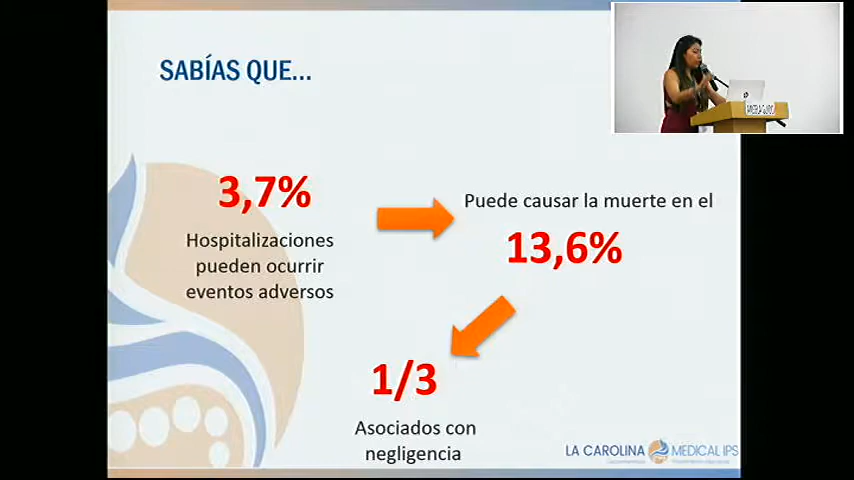 SABÍAS QUE...
3,7%
Hospitalizaciones
pueden ocurrir
eventos adversos
Puede causar la muerte en el
13,6%
1/3
Asociados con
negligencia
LA CAROLINA MEDICAL IPS
hp